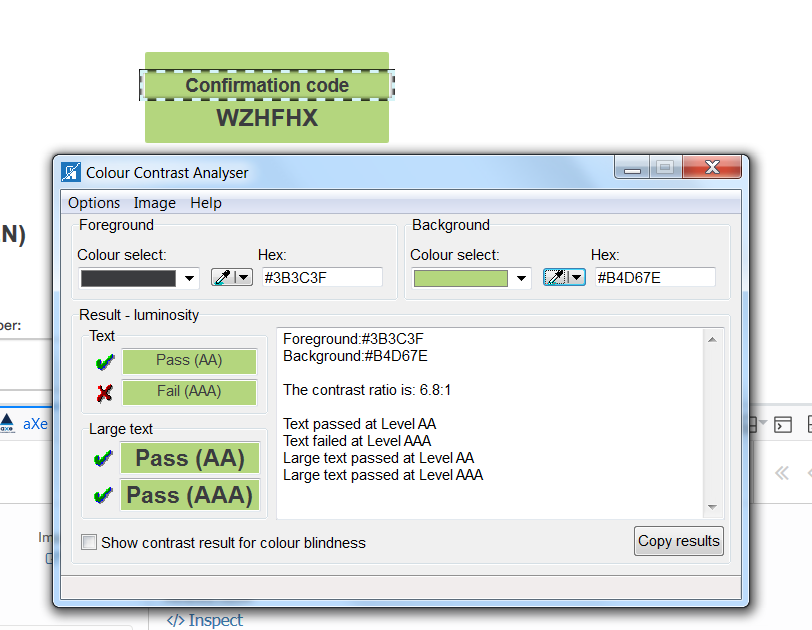 Confirmation code
WZHFHX
Colour Contrast Analyser
Options Image Help
Foreground
Background
Colour select:
Hex:
Colour select:
Hex:
#3B3C3F
#B4D67E
N)
Result - luminosity
Text
Pass (AA)
Fail (AAA)
Large text
Pass (AA)
Pass (AAA)
Foreground:#3B3C3F
Background:#B4D67E
The contrast ratio is: 6.8:1
Text passed at Level AA
Text failed at Level AAA
Large text passed at Level AA
Large text passed at Level AAA
ber:
aXe
Show contrast result for colour blindness
Copy results
</> Inspect